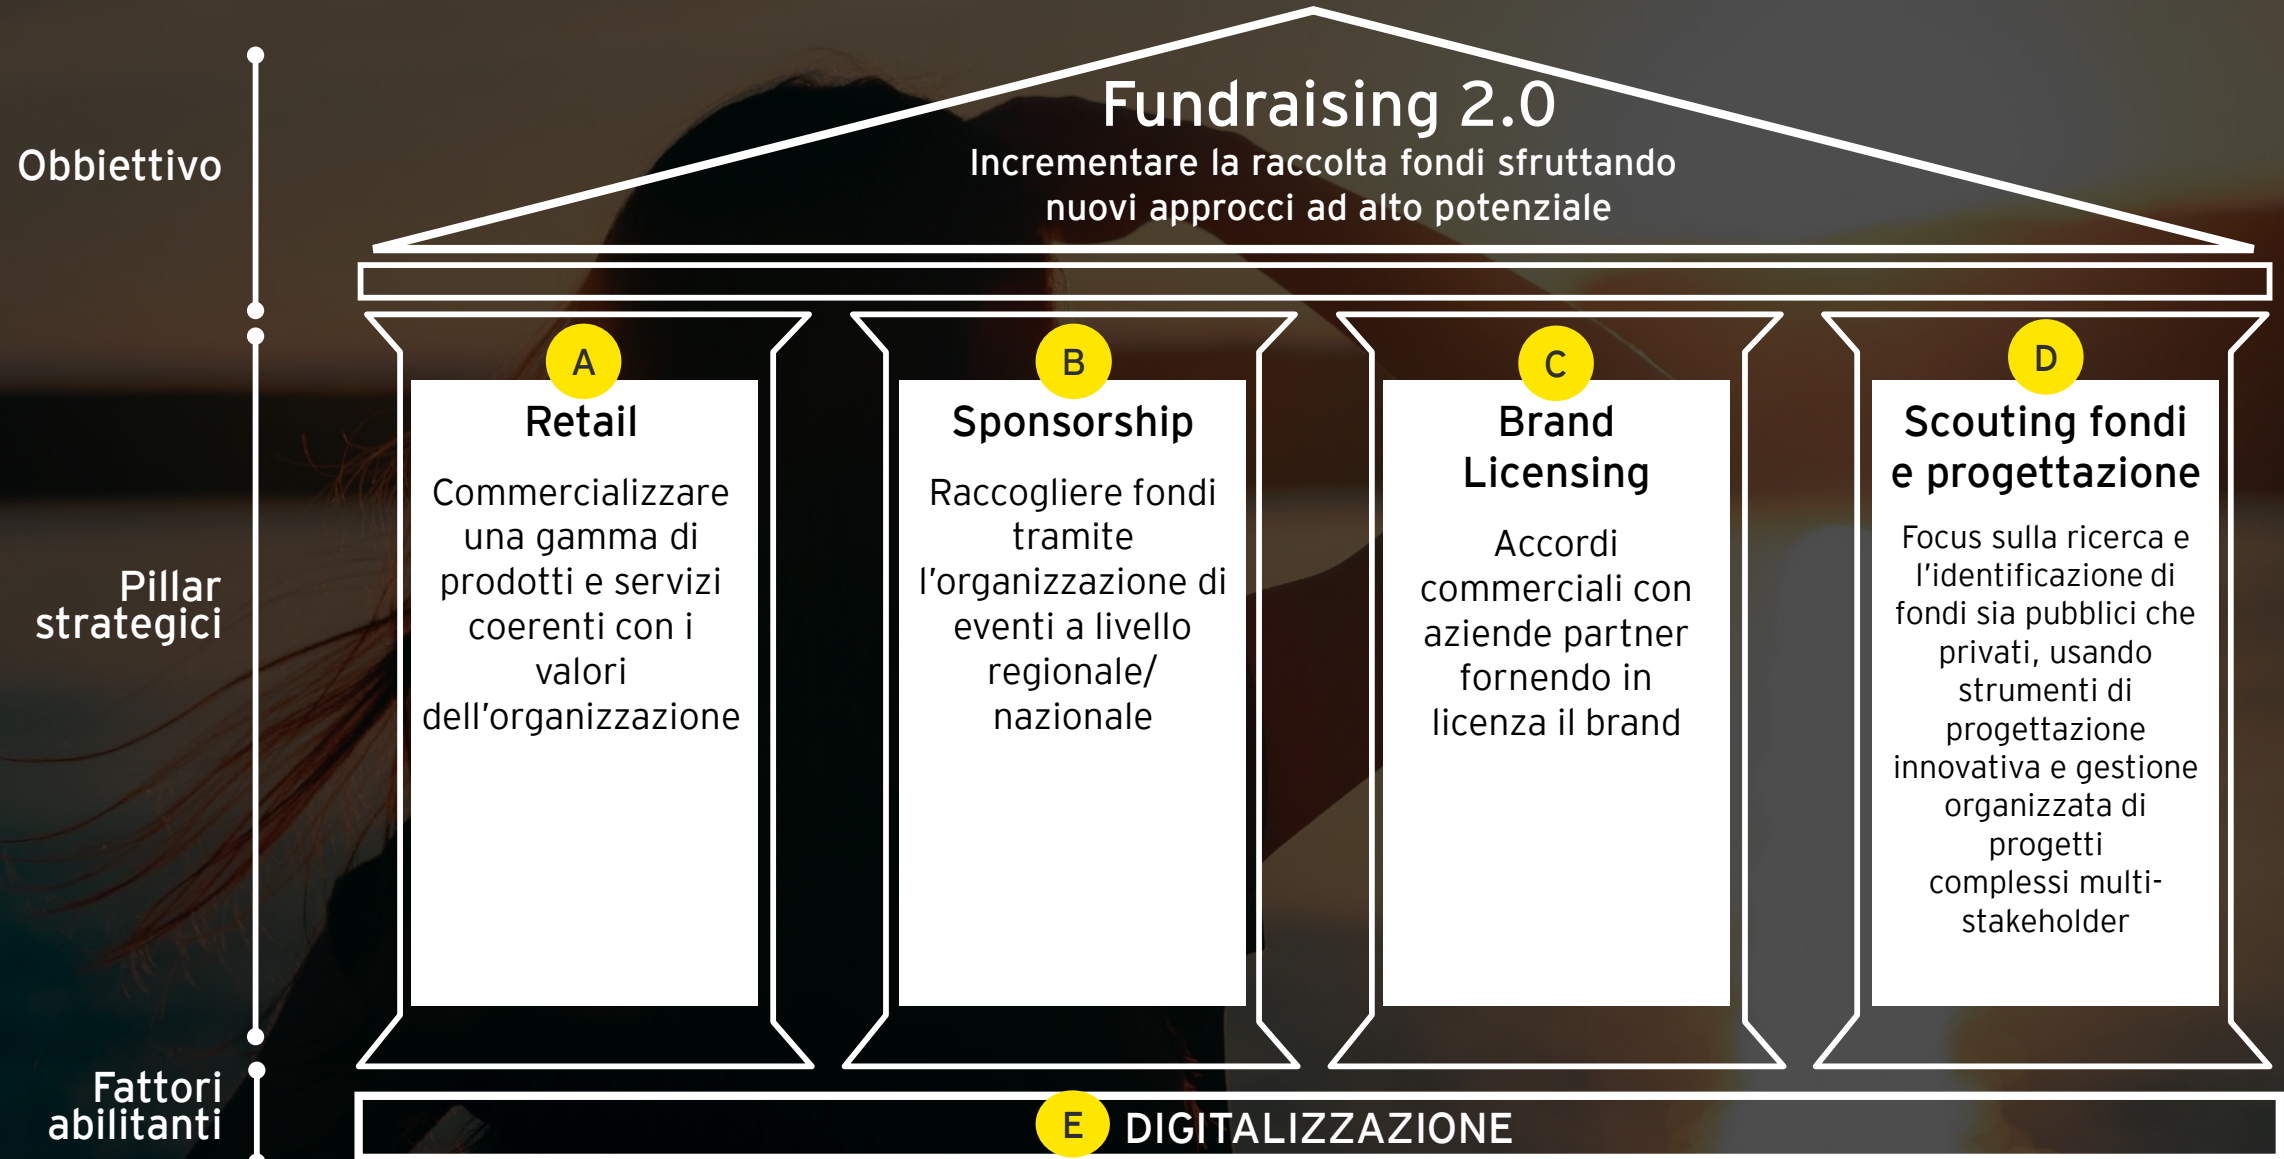 Obbiettivo
Fundraising 2.0
Incrementare la raccolta fondi sfruttando
nuovi approcci ad alto potenziale
Pillar
strategici
A
Retail
Commercializzare
una gamma di
prodotti e servizi
coerenti con i
valori
dell'organizzazione
B
Sponsorship
Raccogliere fondi
tramite
l'organizzazione di
eventi a livello
regionale/
nazionale
C
Brand
Licensing
Accordi
commerciali con
aziende partner
fornendo in
licenza il brand
D
Scouting fondi
e progettazione
Focus sulla ricerca e
l'identificazione di
fondi sia pubblici che
privati, usando
strumenti di
progettazione
innovativa e gestione
organizzata di
progetti
complessi multi-
stakeholder
Fattori
abilitanti
E DIGITALIZZAZIONE